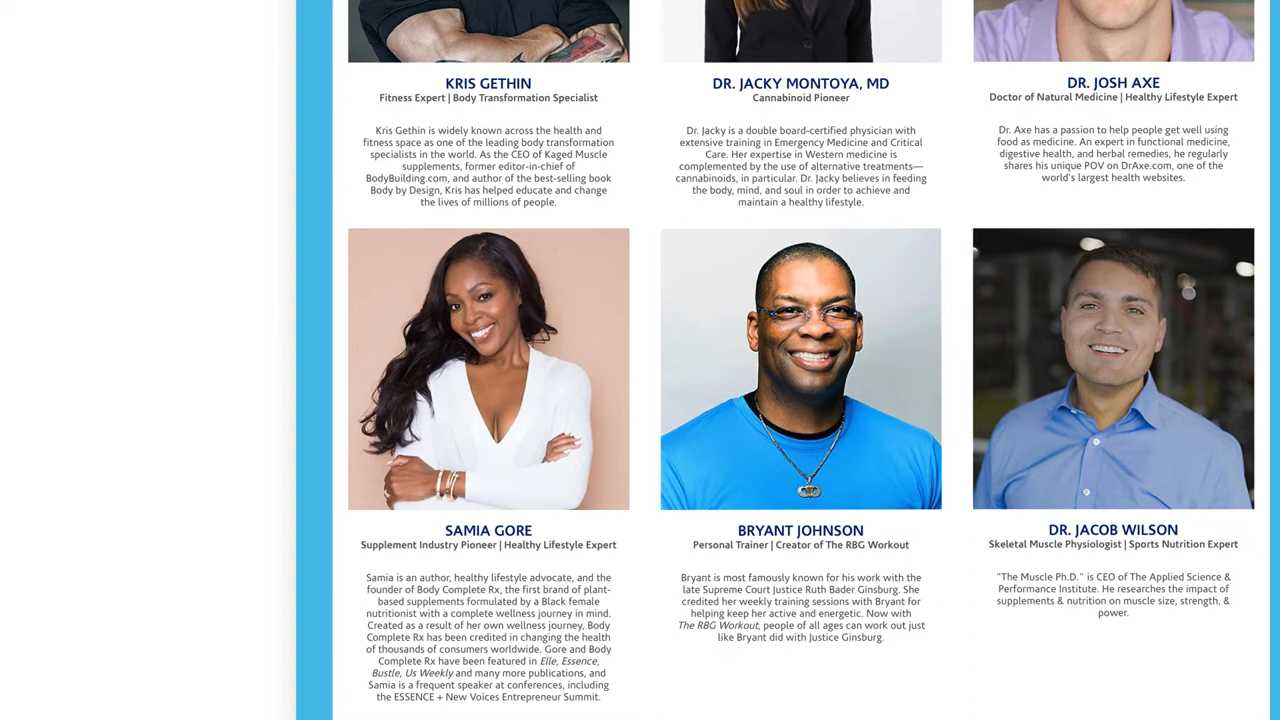 KRIS GETHIN
Fitness Expert | Body Transformation Specialist
Kris Gethin is widely known across the health and
fitness space as one of the leading body transformation
specialists in the world. As the CEO of Kaged Muscle
supplements, former editor-in-chief of
BodyBuilding.com, and author of the best-selling book
Body by Design, Kris has helped educate and change
the lives of millions of people.
DR. JACKY MONTOYA, MD
Cannabinoid Pioneer
Dr. Jacky is a double board-certified physician with
extensive training in Emergency Medicine and Critical
Care. Her expertise in Western medicine is
complemented by the use of alternative treatments—
cannabinoids, in particular. Dr. Jacky believes in feeding
the body, mind, and soul in order to achieve and
maintain a healthy lifestyle.
DR. JOSH AXE
Doctor of Natural Medicine | Healthy Lifestyle Expert
Dr. Axe has a passion to help people get well using
food as medicine. An expert in functional medicine,
digestive health, and herbal remedies, he regularly
shares his unique POV on DrAxe.com, one of the
world's largest health websites.
SAMIA GORE
Supplement Industry Pioneer | Healthy Lifestyle Expert
Samia is an author, healthy lifestyle advocate, and the
founder of Body Complete Rx, the first brand of plant-
based supplements formulated by a Black female
nutritionist with a complete wellness journey in mind.
Created as a result of her own wellness journey, Body
Complete Rx has been credited in changing the health
of thousands of consumers worldwide. Gore and Body
Complete Rx have been featured in Elle, Essence,
Bustle, Us Weekly and many more publications, and
Samia is a frequent speaker at conferences, including
the ESSENCE + New Voices Entrepreneur Summit.
BRYANT JOHNSON
Personal Trainer | Creator of The RBG Workout
Bryant is most famously known for his work with the
late Supreme Court Justice Ruth Bader Ginsburg. She
credited her weekly training sessions with Bryant for
helping keep her active and energetic. Now with
The RBG Workout, people of all ages can work out just
like Bryant did with Justice Ginsburg.
DR. JACOB WILSON
Skeletal Muscle Physiologist | Sports Nutrition Expert
"The Muscle Ph.D." is CEO of The Applied Science &
Performance Institute. He researches the impact of
supplements & nutrition on muscle size, strength, &
power.